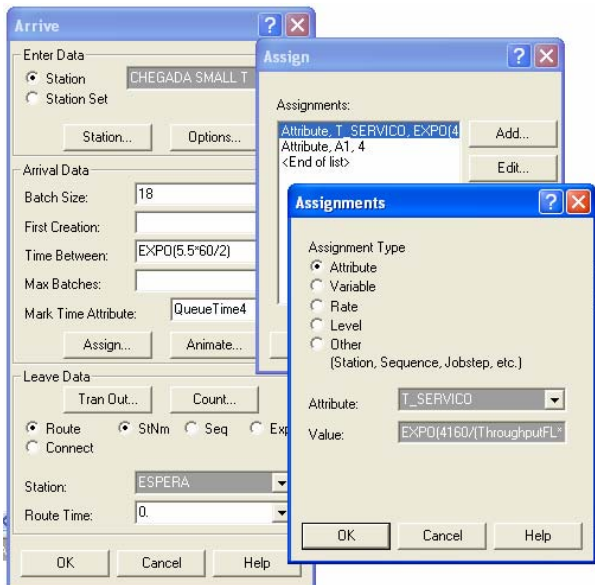 Arrive
Enter Data
Station
CHEGADA SMALL T
Station Set
Station...
Options...
Arrival Data
Batch Size:
18
First Creation:
Time Between:
EXPO(5.5*60/2)
Max Batches:
Mark Time Attribute:
QueueTime4
Assign...
Animate...
Leave Data
Tran Out...
Count...
Route
StNm
Seq
Exp
Connect
Station:
ESPERA
Route Time:
0.
OK
Cancel
Help
Assign
Assignments:
Attribute, T_SERVICO, EXPO(4
Attribute, A1, 4
<End of list>
Add...
Edit...
Assignments
Assignment Type
Attribute
Variable
Rate
Level
Other
(Station, Sequence, Jobstep, etc.)
Attribute:
T_SERVICO
Value:
EXPO(4160/(ThroughputFL*
OK
Cancel
Help